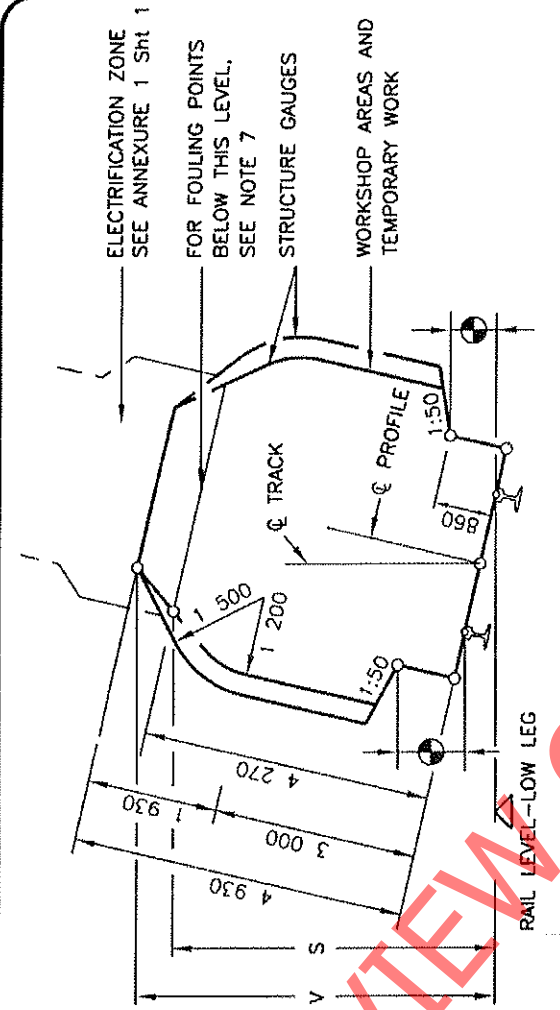 ELECTRIFICATION ZONE
SEE ANNEXURE 1 Sht 1
FOR FOULING POINTS
BELOW THIS LEVEL,
SEE NOTE 7
STRUCTURE GAUGES
WORKSHOP AREAS AND
TEMPORARY WORK
℄ TRACK
℄ PROFILE
1 500
1 200
1:50
1:50
860
4 270
1 930
3 000
4 930
S
V
RAIL LEVEL-LOW LEG
VIEW